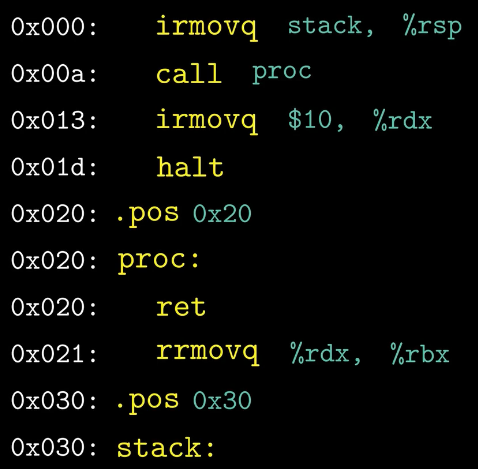 0x000: irmovq stack, %rsp
0x00a: call proc
0x013: irmovq $10, %rdx
0x01d: halt
0x020: .pos 0x20
0x020: proc:
0x020: ret
0x021: rrmovq %rdx, %rbx
0x030: .pos 0x30
0x030: stack: